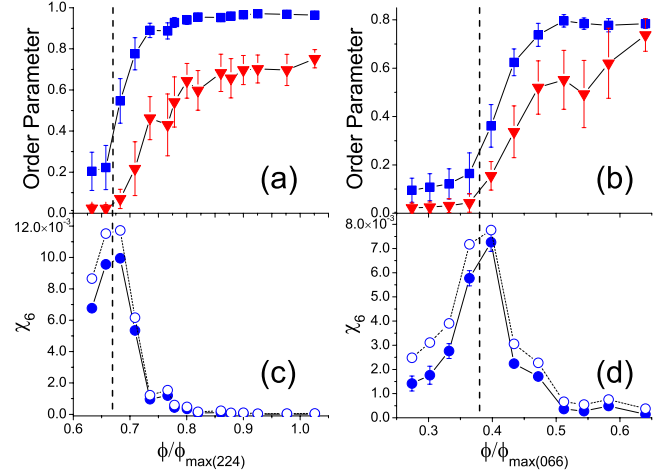 Order Parameter
1.0
0.8
0.6
0.4
0.2
0.0
(a)
Order Parameter
0.8
0.6
0.4
0.2
0.0
(b)
χ6
12.0×10⁻³
10.0
8.0
6.0
4.0
2.0
0.0
(c)
0.6 0.7 0.8 0.9 1.0
ϕ/ϕmax(224)
χ6
8.0×10⁻³
7.0
6.0
5.0
4.0
3.0
2.0
1.0
0.0
(d)
0.3 0.4 0.5 0.6
ϕ/ϕmax(066)